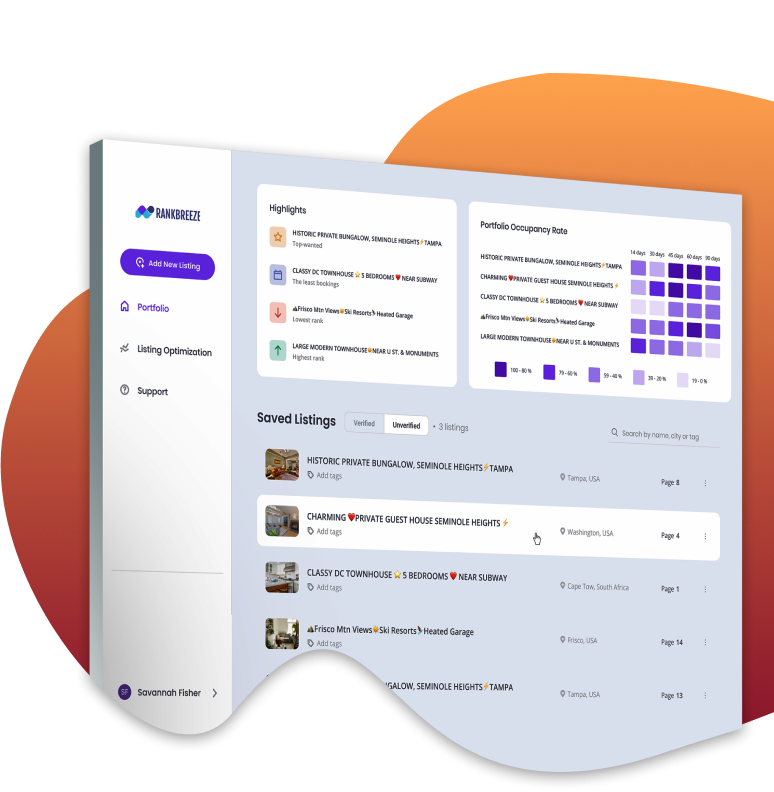 RANKBREEZE
Add New Listing
Portfolio
Listing Optimization
Support
SF Savannah Fisher
Highlights
HISTORIC PRIVATE BUNGALOW, SEMINOLE HEIGHTS⚡TAMPA
Top-wanted
CLASSY DC TOWNHOUSE ⭐ 5 BEDROOMS ❤️ NEAR SUBWAY
The least bookings
Frisco Mtn Views☀️Ski Resorts⛷Heated Garage
Lowest rank
LARGE MODERN TOWNHOUSE☀️NEAR U ST. & MONUMENTS
Highest rank
Portfolio Occupancy Rate
14 days 30 days 45 days 60 days 90 days
HISTORIC PRIVATE BUNGALOW, SEMINOLE HEIGHTS⚡TAMPA
CHARMING ❤️PRIVATE GUEST HOUSE SEMINOLE HEIGHTS ⚡
CLASSY DC TOWNHOUSE ⭐ 5 BEDROOMS ❤️ NEAR SUBWAY
Frisco Mtn Views☀️Ski Resorts⛷Heated Garage
LARGE MODERN TOWNHOUSE☀️NEAR U ST. & MONUMENTS
100 - 80 % 79 - 60 % 59 - 40 % 39 - 20 % 19 - 0 %
Saved Listings Verified Unverified • 3 listings
Search by name, city or tag
HISTORIC PRIVATE BUNGALOW, SEMINOLE HEIGHTS⚡TAMPA
Add tags
Tampa, USA
Page 8
CHARMING ❤️PRIVATE GUEST HOUSE SEMINOLE HEIGHTS ⚡
Add tags
Washington, USA
Page 4
CLASSY DC TOWNHOUSE ⭐ 5 BEDROOMS ❤️ NEAR SUBWAY
Add tags
Cape Tow, South Africa
Page 1
Frisco Mtn Views☀️Ski Resorts⛷Heated Garage
Add tags
Frisco, USA
Page 14
GALOW, SEMINOLE HEIGHTS⚡TAMPA
Tampa, USA
Page 13